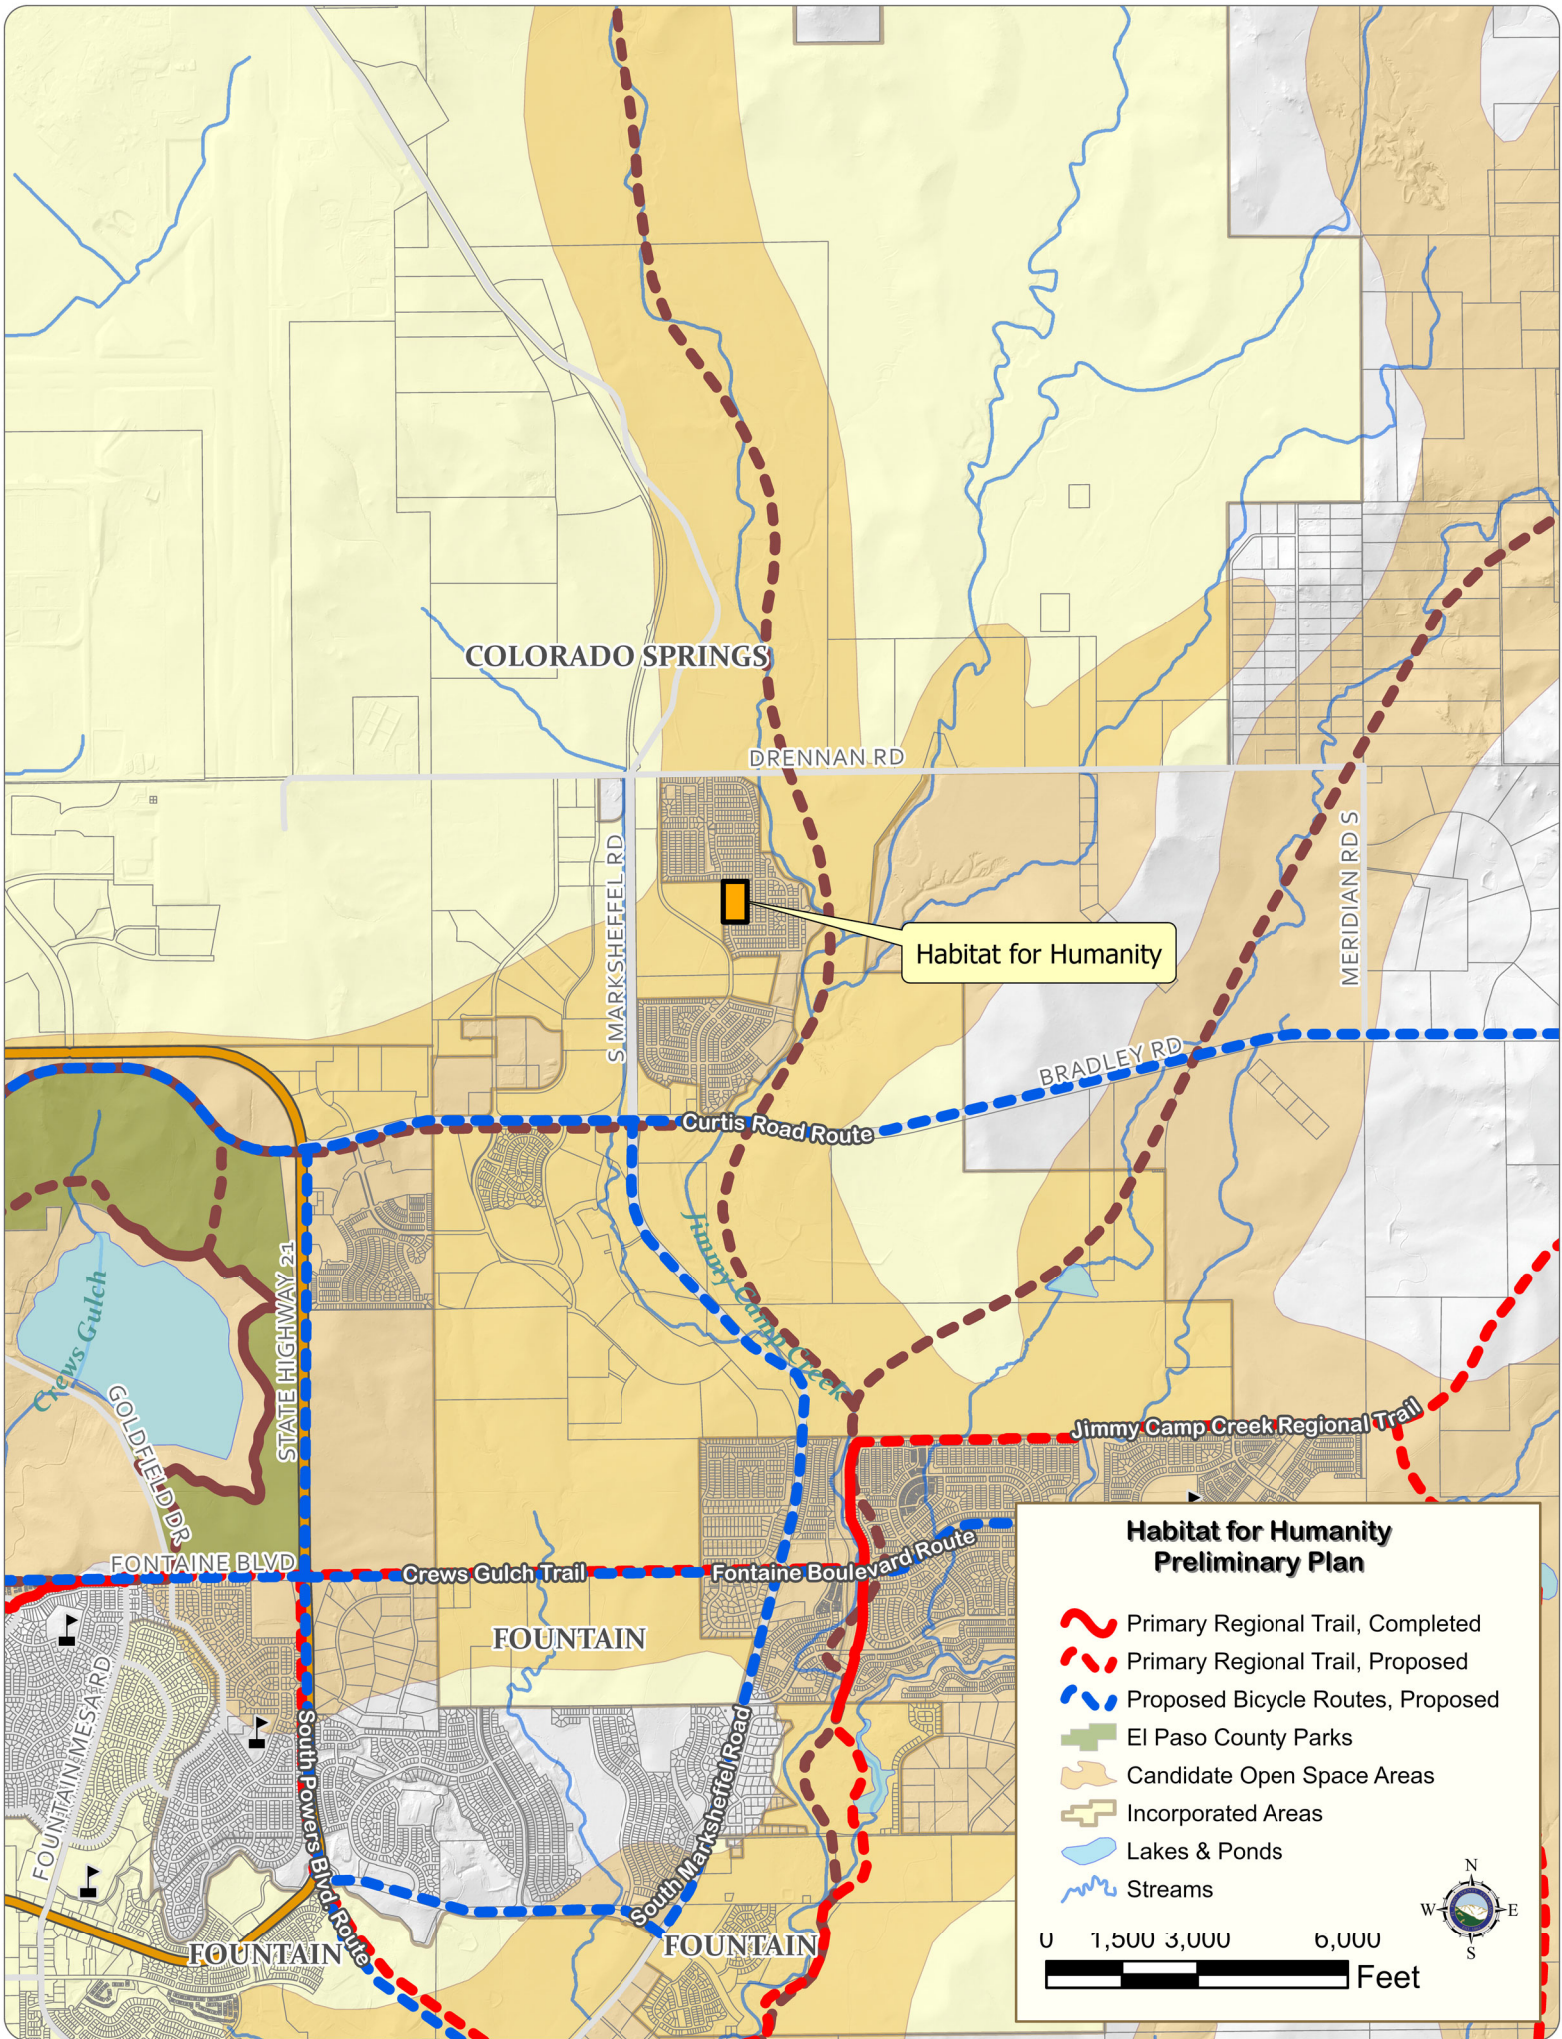 COLORADO SPRINGS
DRENNAN RD
S MARKSHEFFEL RD
MERIDIAN RD S
Habitat for Humanity
BRADLEY RD
Curtis Road Route
Jimmy Camp Creek
STATE HIGHWAY 21
Crews Gulch
GOLDFIELD DR
Jimmy Camp Creek Regional Trail
FONTAINE BLVD
Crews Gulch Trail
Fontaine Boulevard Route
FOUNTAIN
FOUNTAIN MESA RD
South Powers Blvd. Route
South Marksheffel Road
FOUNTAIN
FOUNTAIN
Habitat for Humanity
Preliminary Plan
Primary Regional Trail, Completed
Primary Regional Trail, Proposed
Proposed Bicycle Routes, Proposed
El Paso County Parks
Candidate Open Space Areas
Incorporated Areas
Lakes & Ponds
Streams
N
W E
S
0 1,500 3,000 6,000
Feet